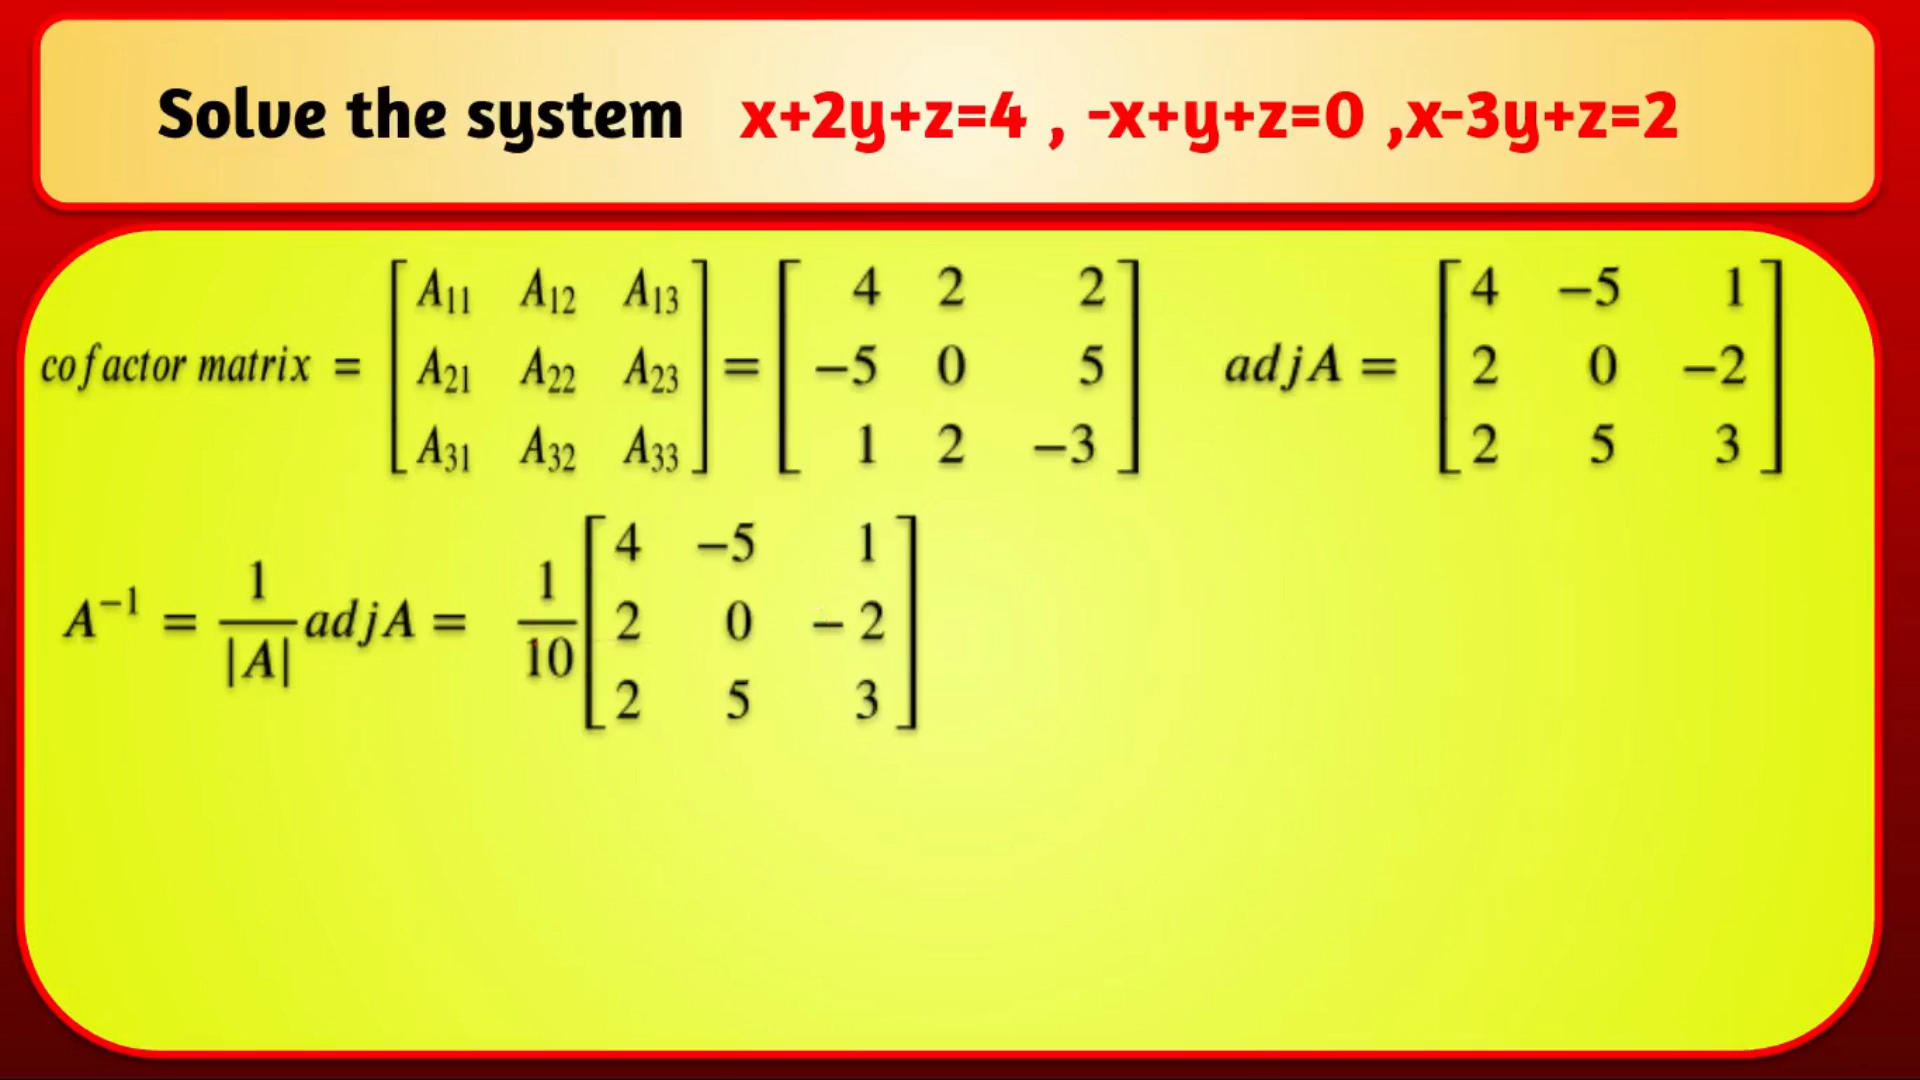 Solve the system x+2y+z=4 , -x+y+z=0 ,x-3y+z=2
cofactor matrix = [A₁₁ A₁₂ A₁₃; A₂₁ A₂₂ A₂₃; A₃₁ A₃₂ A₃₃] = [4 2 2; −5 0 5; 1 2 −3] adjA = [4 −5 1; 2 0 −2; 2 5 3]
A⁻¹ = 1/|A| adjA = 1/10 [4 −5 1; 2 0 − 2; 2 5 3]